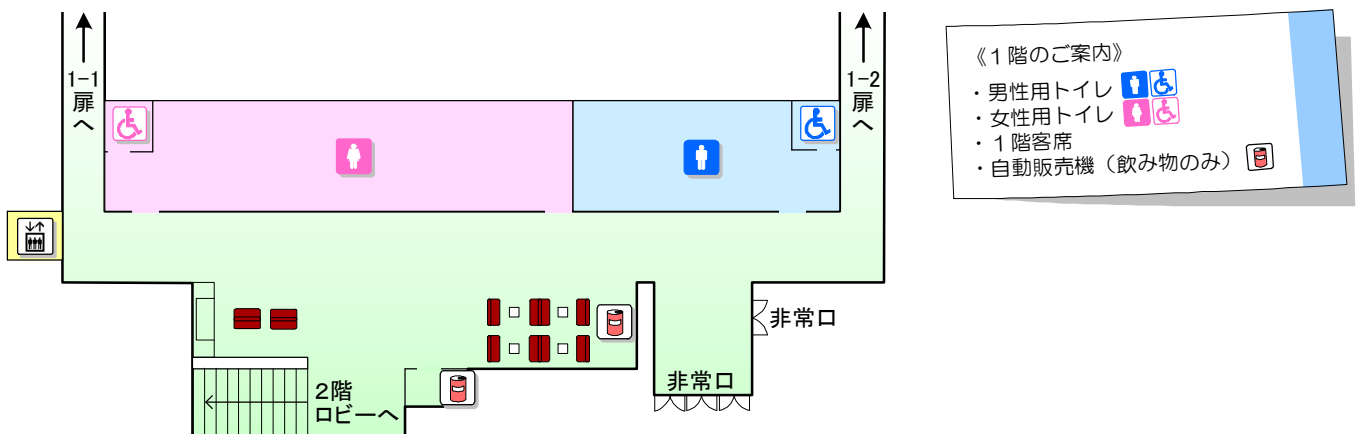 1-1
扉へ
1-2
扉へ
《1階のご案内》
・男性用トイレ
・女性用トイレ
・1階客席
・自動販売機（飲み物のみ）
非常口
非常口
2階
ロビーへ